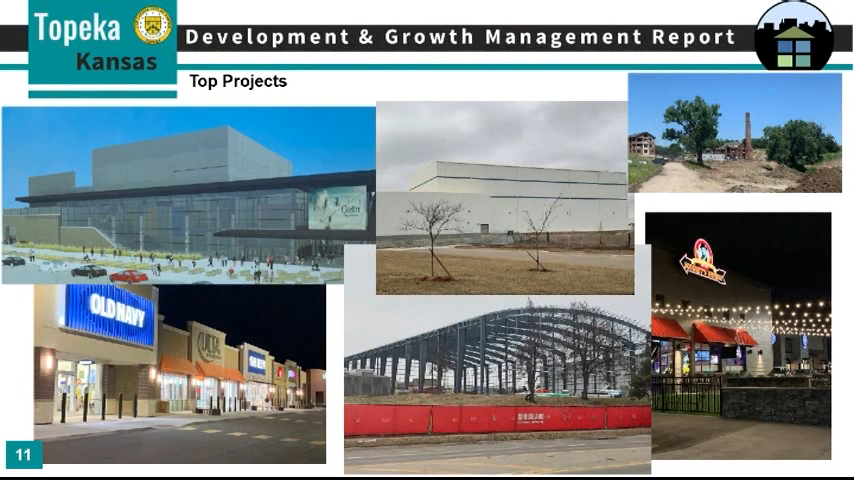 Topeka
Kansas
Development & Growth Management Report
Top Projects
OLD NAVY
ULTA
11